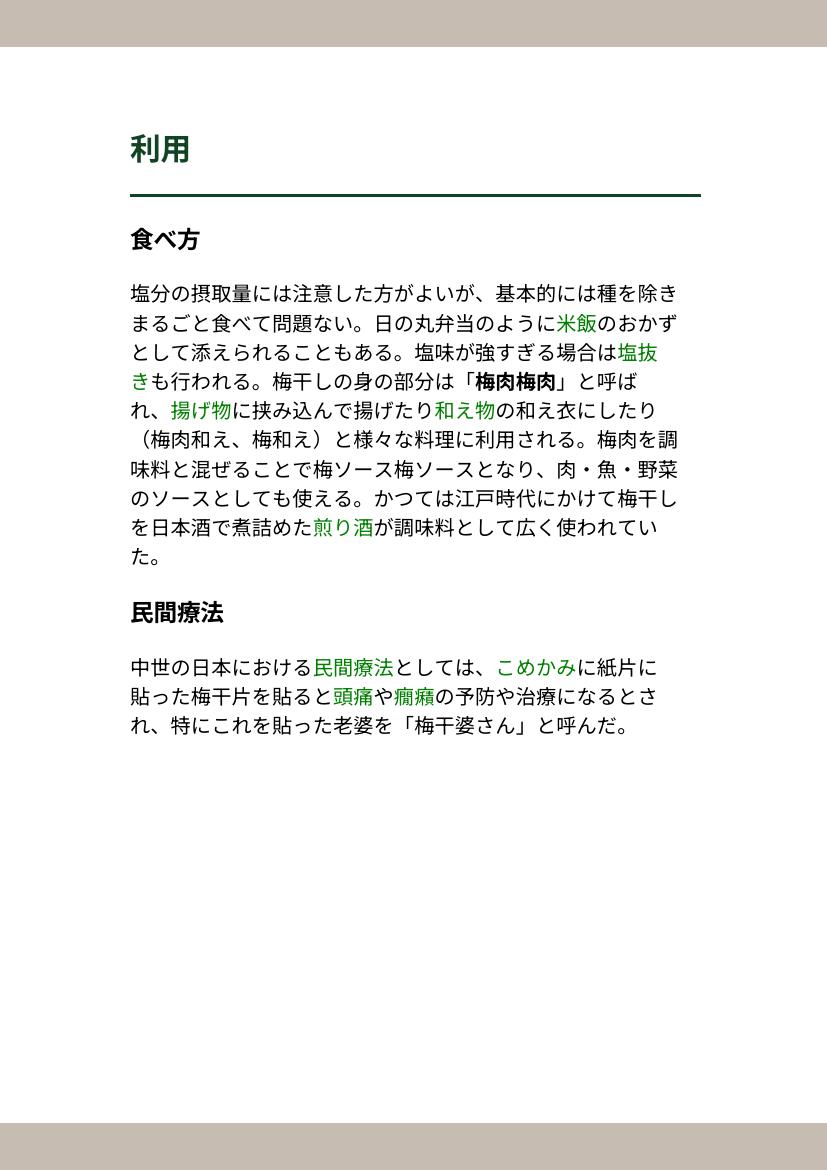 利用
食べ方
塩分の摂取量には注意した方がよいが、基本的には種を除き
まるごと食べて問題ない。日の丸弁当のように米飯のおかず
として添えられることもある。塩味が強すぎる場合は塩抜
きも行われる。梅干しの身の部分は「梅肉梅肉」と呼ば
れ、揚げ物に挟み込んで揚げたり和え物の和え衣にしたり
（梅肉和え、梅和え）と様々な料理に利用される。梅肉を調
味料と混ぜることで梅ソース梅ソースとなり、肉・魚・野菜
のソースとしても使える。かつては江戸時代にかけて梅干し
を日本酒で煮詰めた煎り酒が調味料として広く使われてい
た。
民間療法
中世の日本における民間療法としては、こめかみに紙片に
貼った梅干片を貼ると頭痛や癇癪の予防や治療になるとさ
れ、特にこれを貼った老婆を「梅干婆さん」と呼んだ。